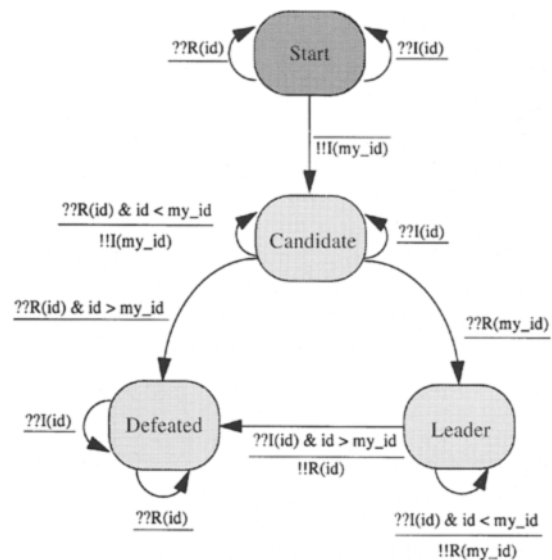 ??R(id)
Start
??I(id)
!!I(my_id)
??R(id) & id < my_id
!!I(my_id)
Candidate
??I(id)
??R(id) & id > my_id
??R(my_id)
??I(id)
Defeated
??I(id) & id > my_id
!!R(id)
Leader
??R(id)
??I(id) & id < my_id
!!R(my_id)